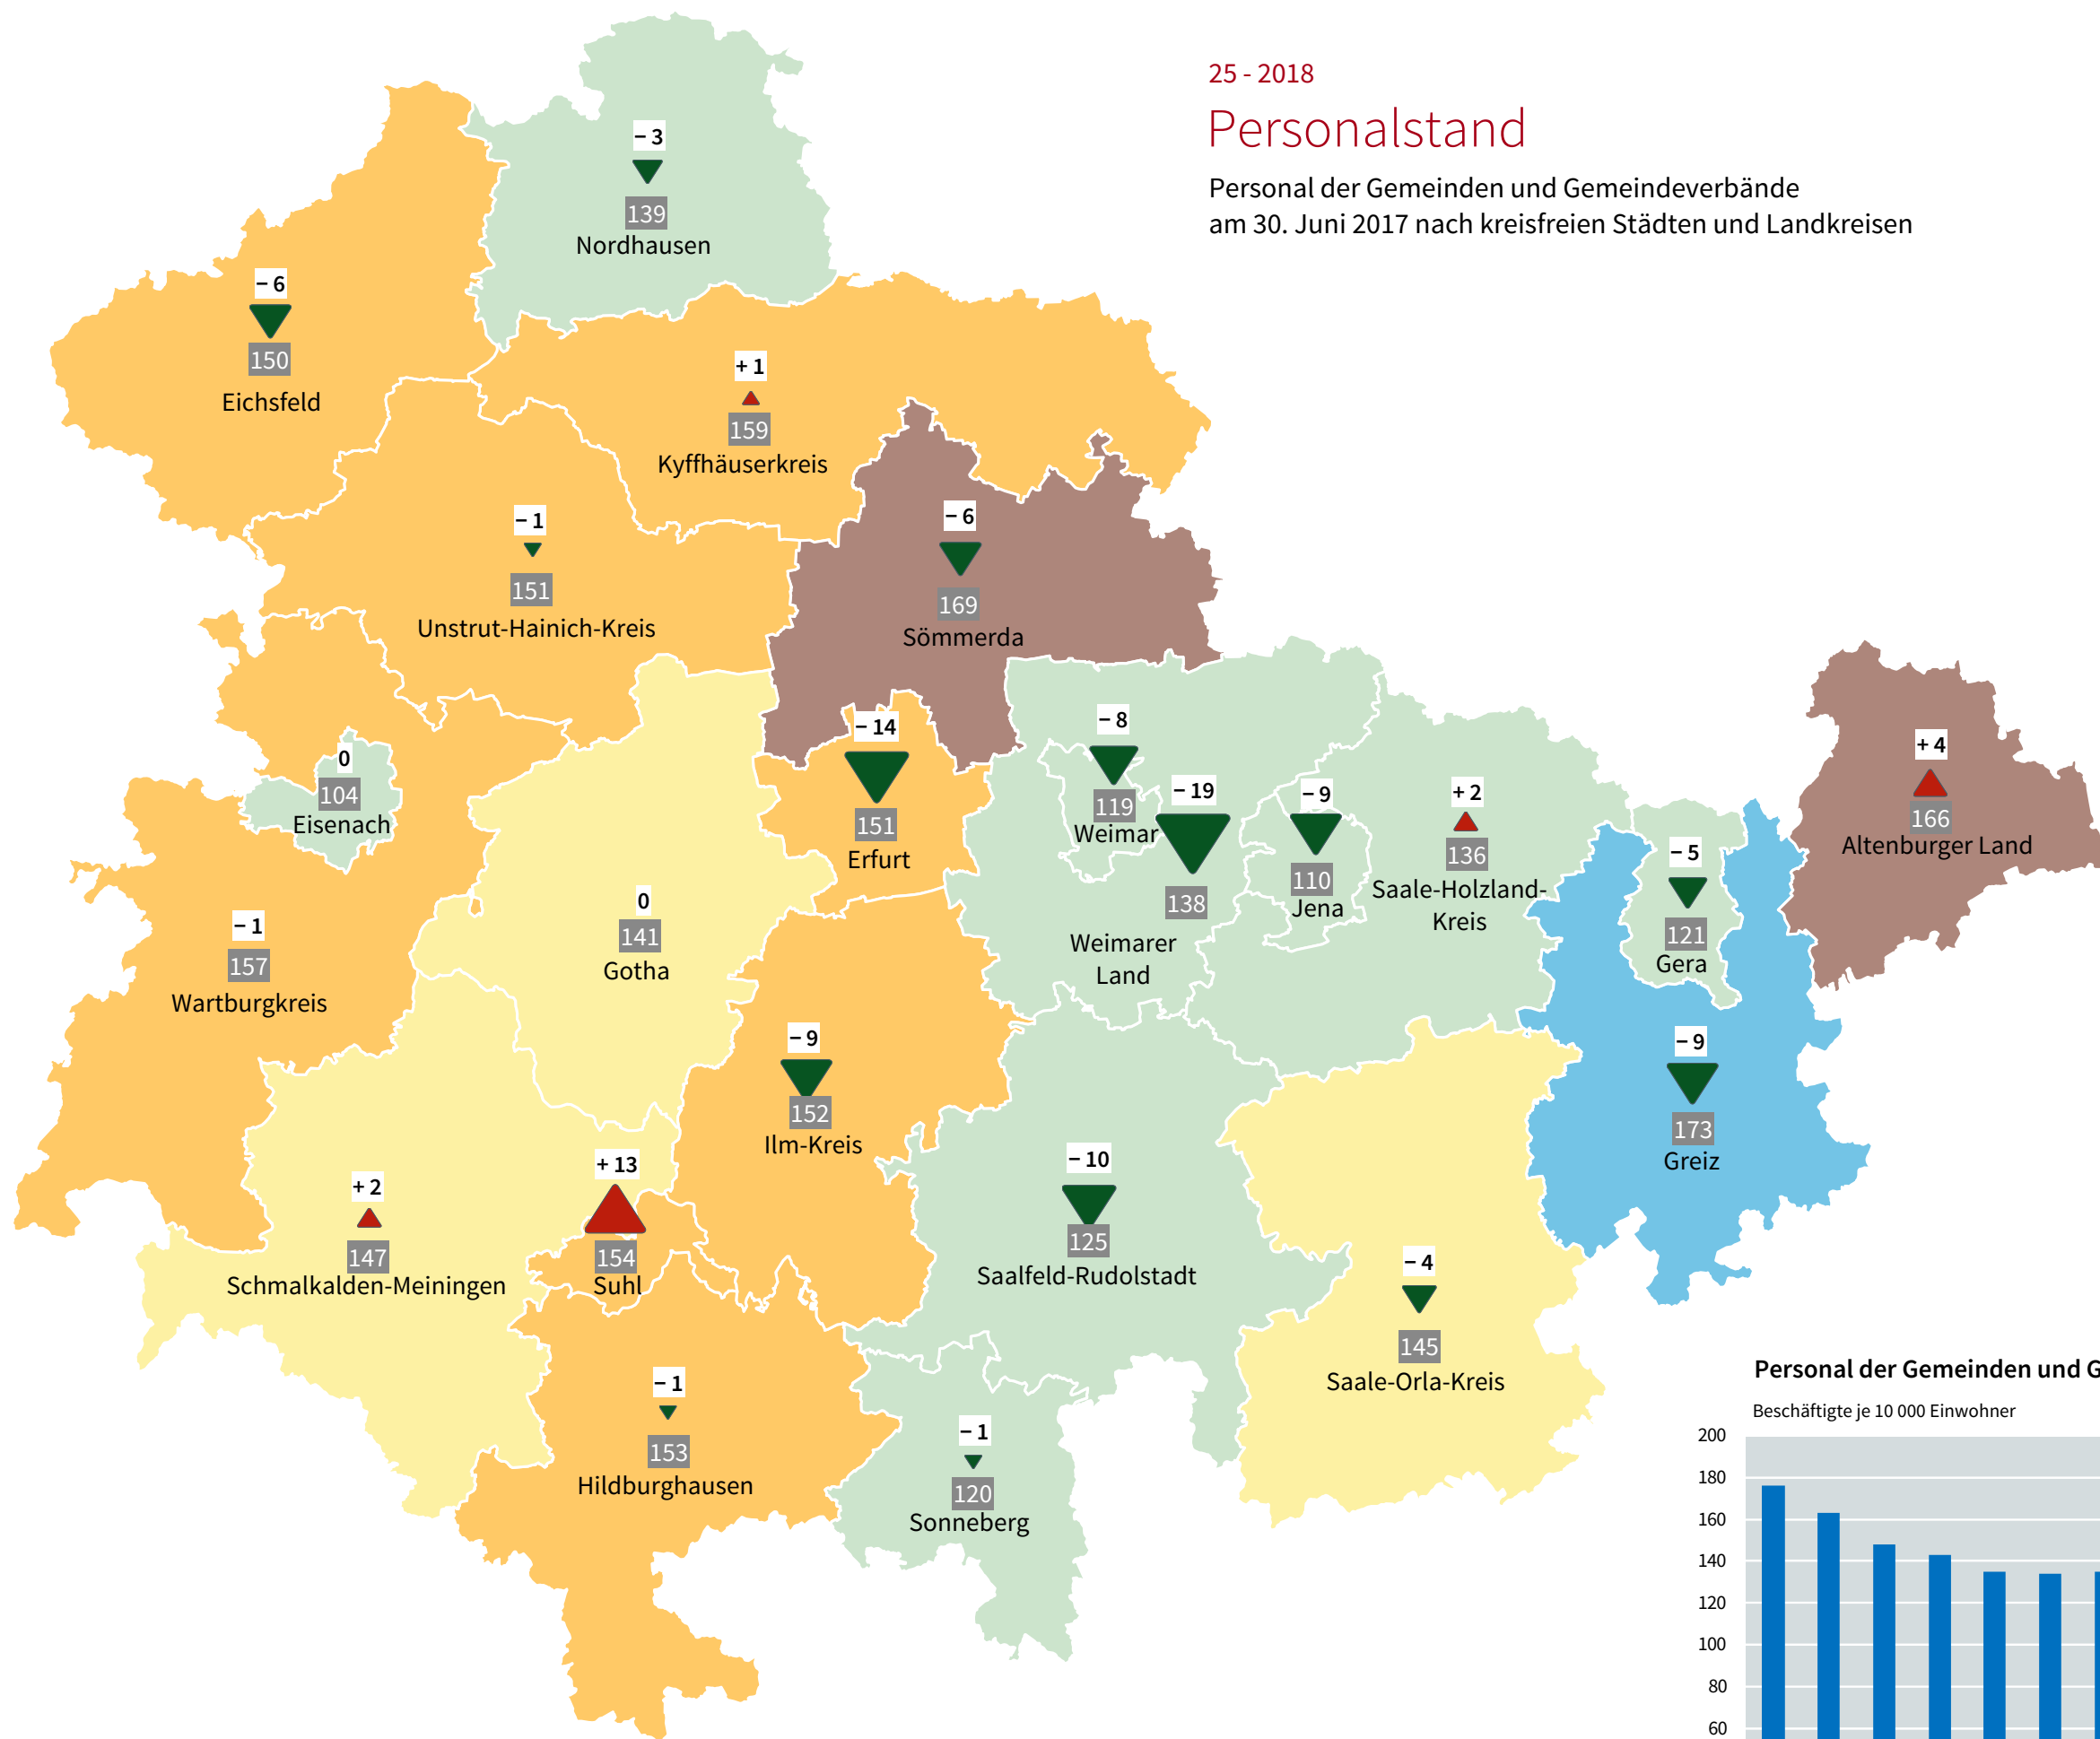 25 - 2018
Personalstand
Personal der Gemeinden und Gemeindeverbände
am 30. Juni 2017 nach kreisfreien Städten und Landkreisen
− 3
139
Nordhausen
− 6
150
Eichsfeld
+ 1
159
Kyffhäuserkreis
− 1
151
Unstrut-Hainich-Kreis
− 6
169
Sömmerda
− 14
151
Erfurt
− 8
119
Weimar
− 19
138
Weimarer
Land
− 9
110
Jena
+ 2
136
Saale-Holzland-
Kreis
− 5
121
Gera
+ 4
166
Altenburger Land
0
104
Eisenach
− 1
157
Wartburgkreis
0
141
Gotha
− 9
152
Ilm-Kreis
− 9
173
Greiz
+ 2
147
Schmalkalden-Meiningen
+ 13
154
Suhl
− 10
125
Saalfeld-Rudolstadt
− 4
145
Saale-Orla-Kreis
− 1
153
Hildburghausen
− 1
120
Sonneberg
Personal der Gemeinden und G
Beschäftigte je 10 000 Einwohner
200
180
160
140
120
100
80
60